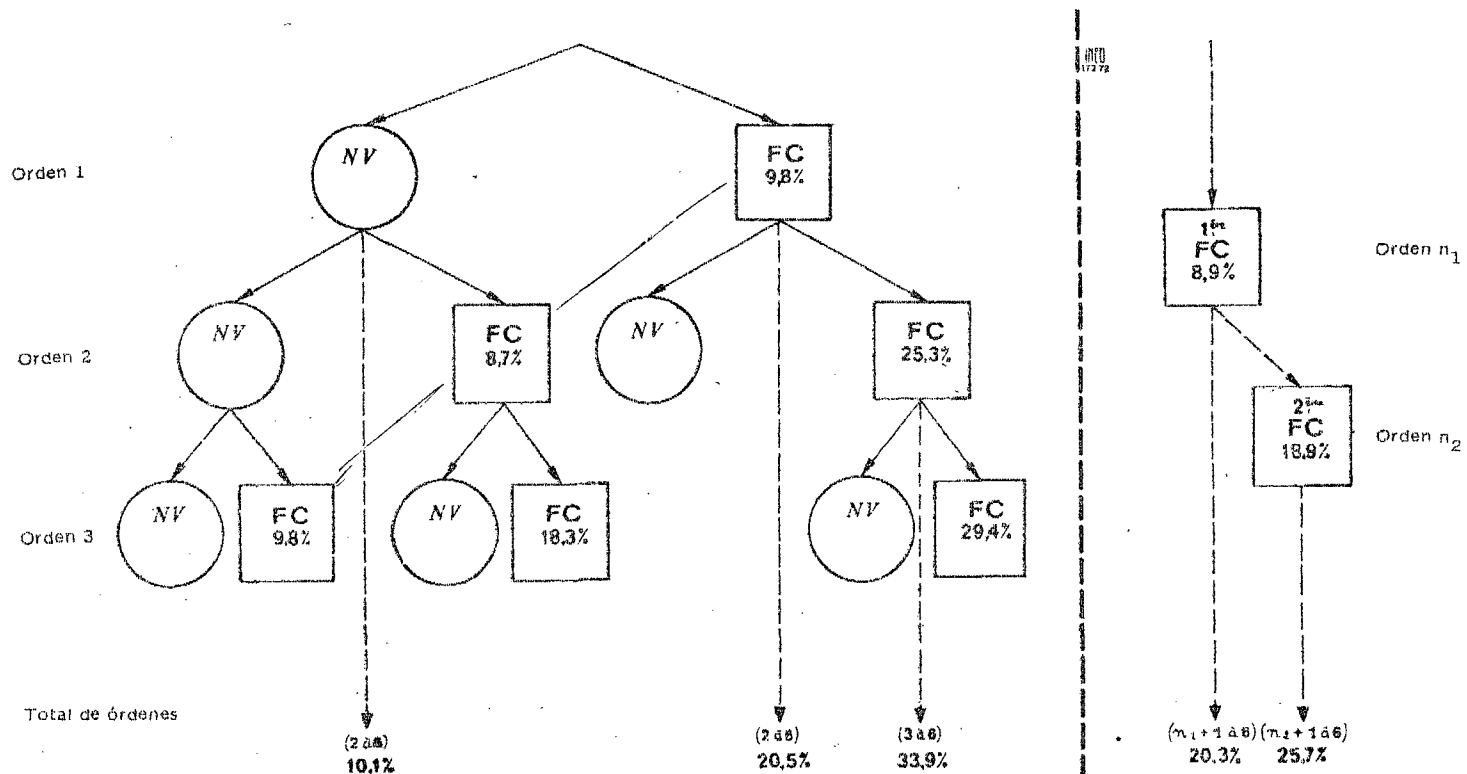 Orden 1
NV
FC
9,8%
1ère
FC
8,9%
Orden n1
Orden 2
NV
FC
8,7%
NV
FC
25,3%
2ème
FC
18,9%
Orden n2
Orden 3
NV
FC
9,8%
NV
FC
18,3%
NV
FC
29,4%
Total de órdenes
(2 à 6)
10,1%
(2 à 6)
20,5%
(3 à 6)
33,9%
(n1 + 1 à 6)
20,3%
(n2 + 1 à 6)
25,7%